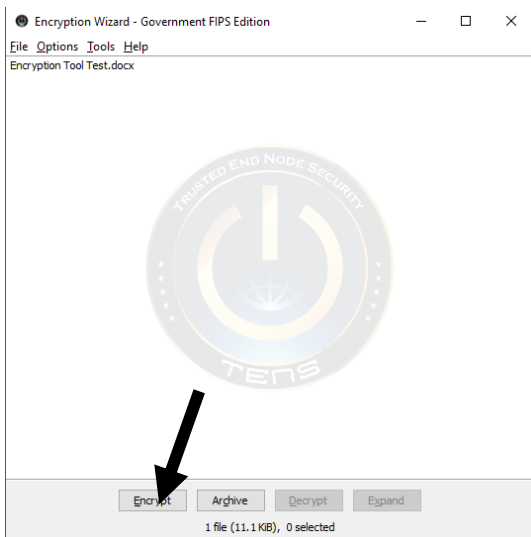 Encryption Wizard - Government FIPS Edition
File Options Tools Help
Encryption Tool Test.docx
TRUSTED END NODE SECURITY
TENS
Encrypt Archive Decrypt Expand
1 file (11.1 KiB), 0 selected